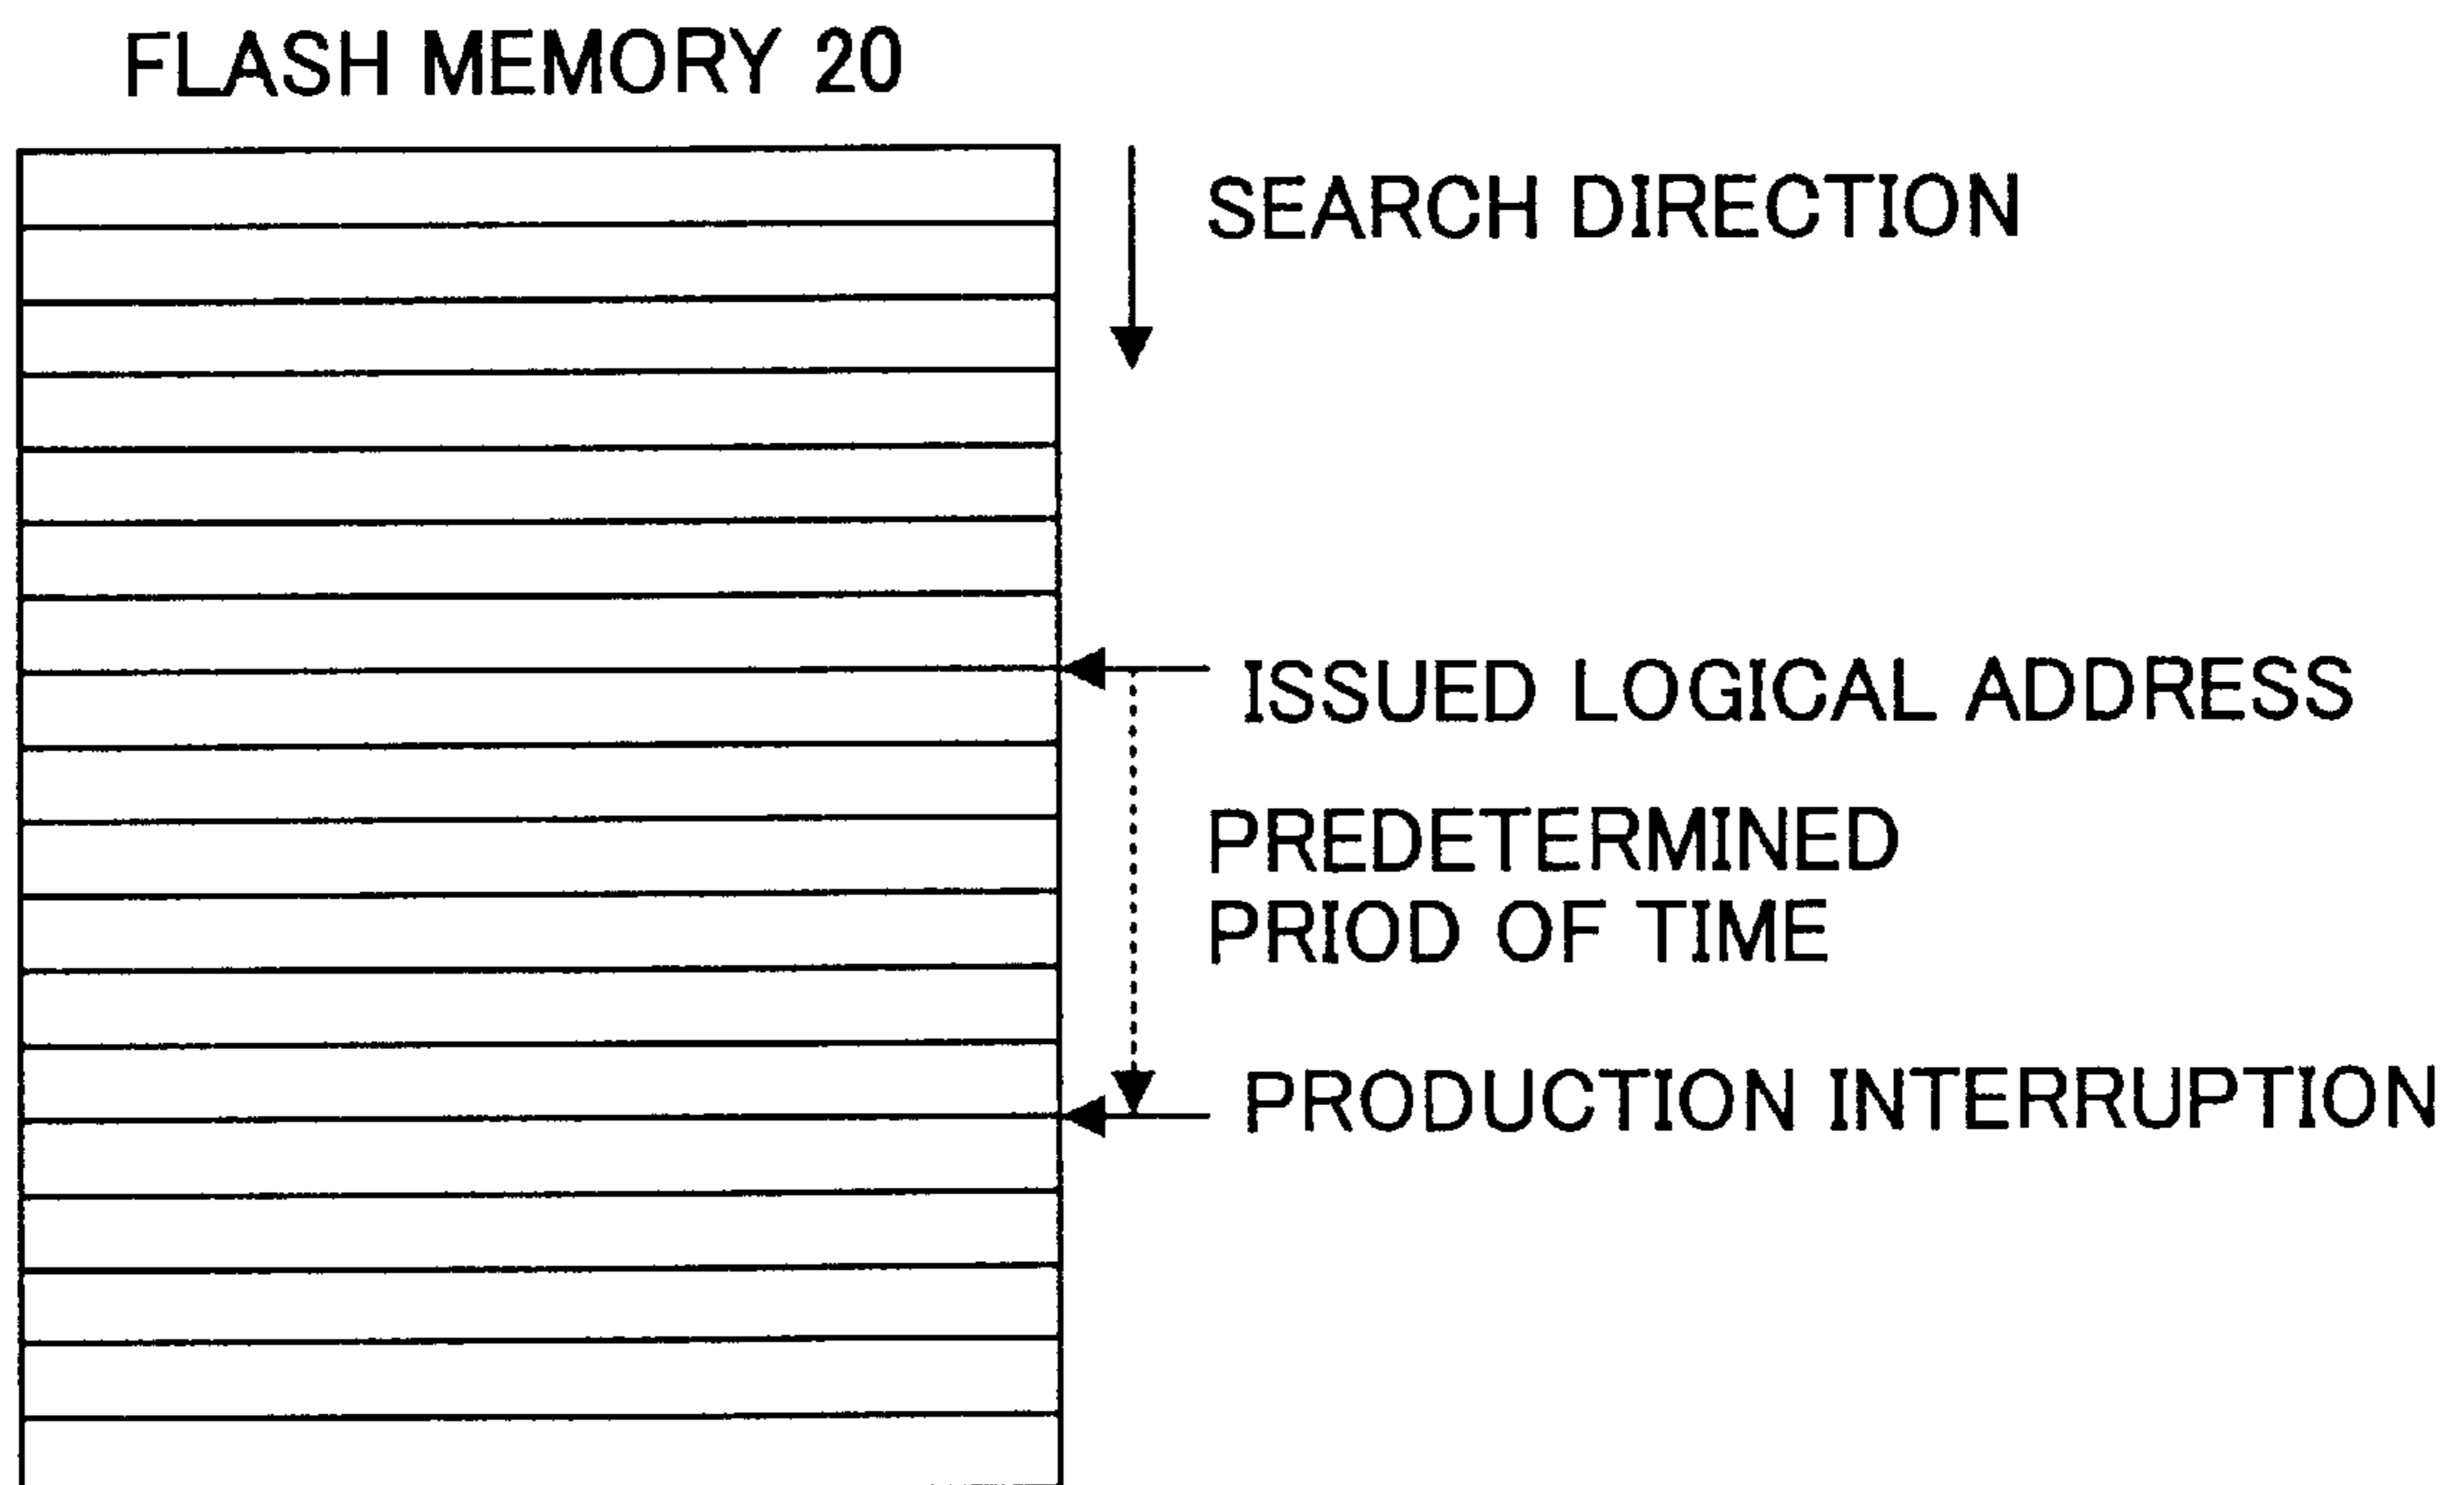 FLASH MEMORY 20
SEARCH DIRECTION
ISSUED LOGICAL ADDRESS
PREDETERMINED
PRIOD OF TIME
PRODUCTION INTERRUPTION